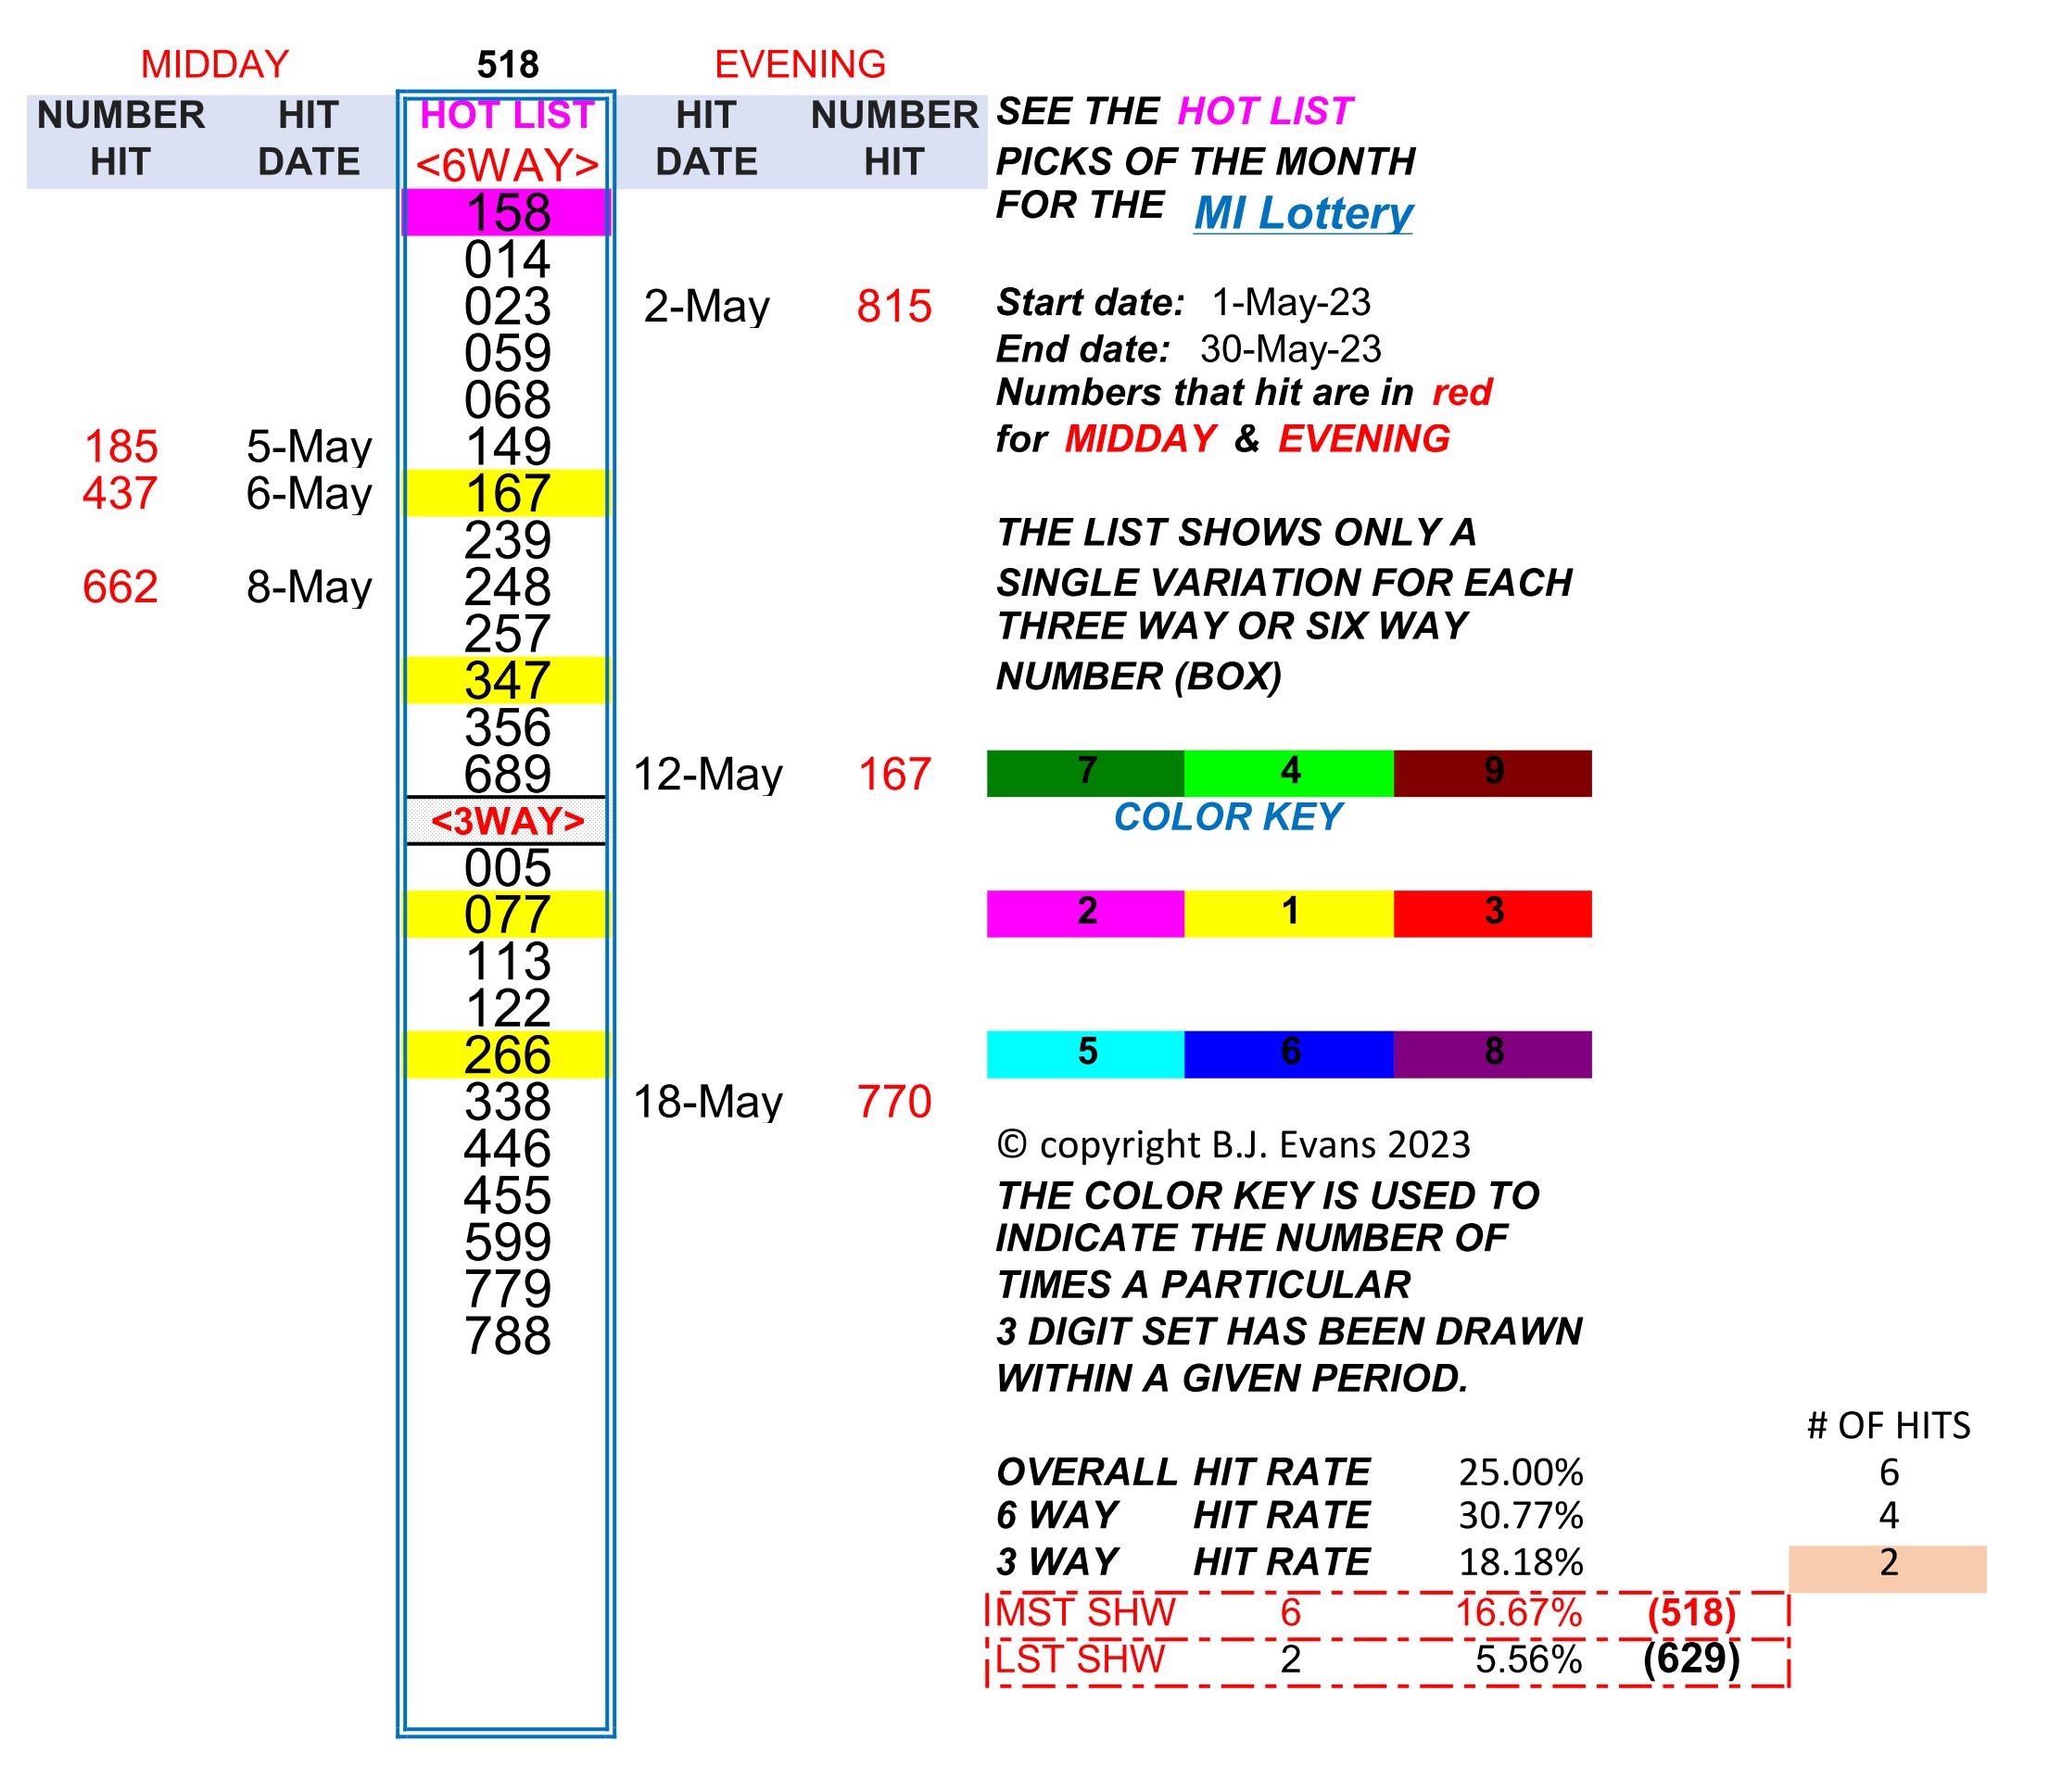 MIDDAY 518 EVENING
NUMBER HIT HOT LIST HIT NUMBER SEE THE HOT LIST
HIT DATE <6WAY> DATE HIT PICKS OF THE MONTH
158 FOR THE MI Lottery
014
023 2-May 815 Start date: 1-May-23
059 End date: 30-May-23
068 Numbers that hit are in red
185 5-May 149 for MIDDAY & EVENING
437 6-May 167
239 THE LIST SHOWS ONLY A
662 8-May 248 SINGLE VARIATION FOR EACH
257 THREE WAY OR SIX WAY
347 NUMBER (BOX)
356
689 12-May 167 7 4 9
<3WAY> COLOR KEY
005
077 2 1 3
113
122
266 5 6 8
338 18-May 770
446 © copyright B.J. Evans 2023
455 THE COLOR KEY IS USED TO
599 INDICATE THE NUMBER OF
779 TIMES A PARTICULAR
788 3 DIGIT SET HAS BEEN DRAWN
WITHIN A GIVEN PERIOD.
# OF HITS
OVERALL HIT RATE 25.00% 6
6 WAY HIT RATE 30.77% 4
3 WAY HIT RATE 18.18% 2
MST SHW 6 16.67% (518)
LST SHW 2 5.56% (629)